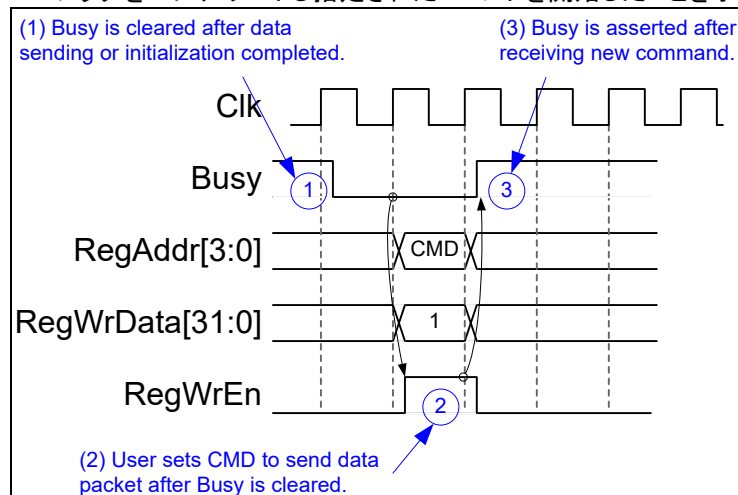 (1) Busy is cleared after data
sending or initialization completed.
(3) Busy is asserted after
receiving new command.
Clk
Busy
1
3
RegAddr[3:0]
CMD
RegWrData[31:0]
1
RegWrEn
2
(2) User sets CMD to send data
packet after Busy is cleared.